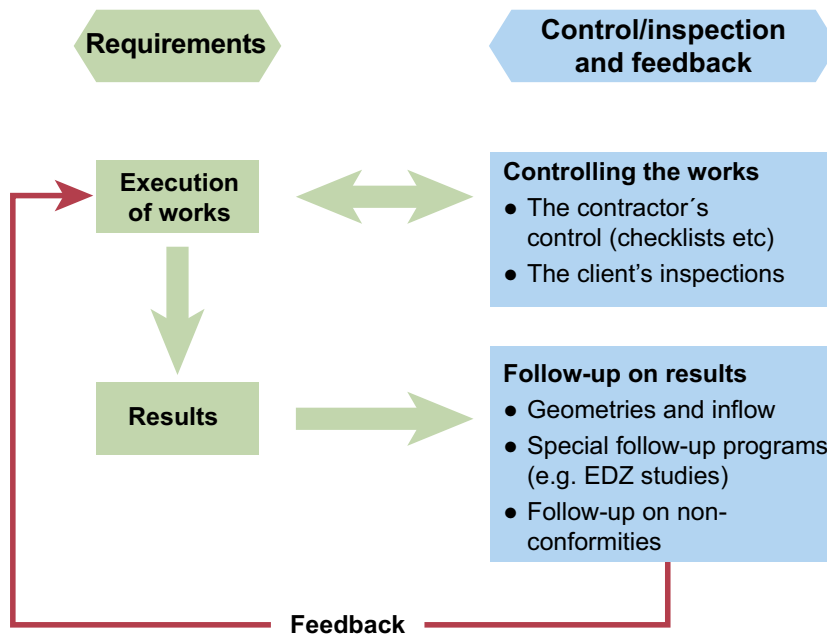 Requirements
Control/inspection
and feedback
Execution
of works
Controlling the works
● The contractor´s
control (checklists etc)
● The client’s inspections
Results
Follow-up on results
● Geometries and inflow
● Special follow-up programs
(e.g. EDZ studies)
● Follow-up on non-
conformities
Feedback